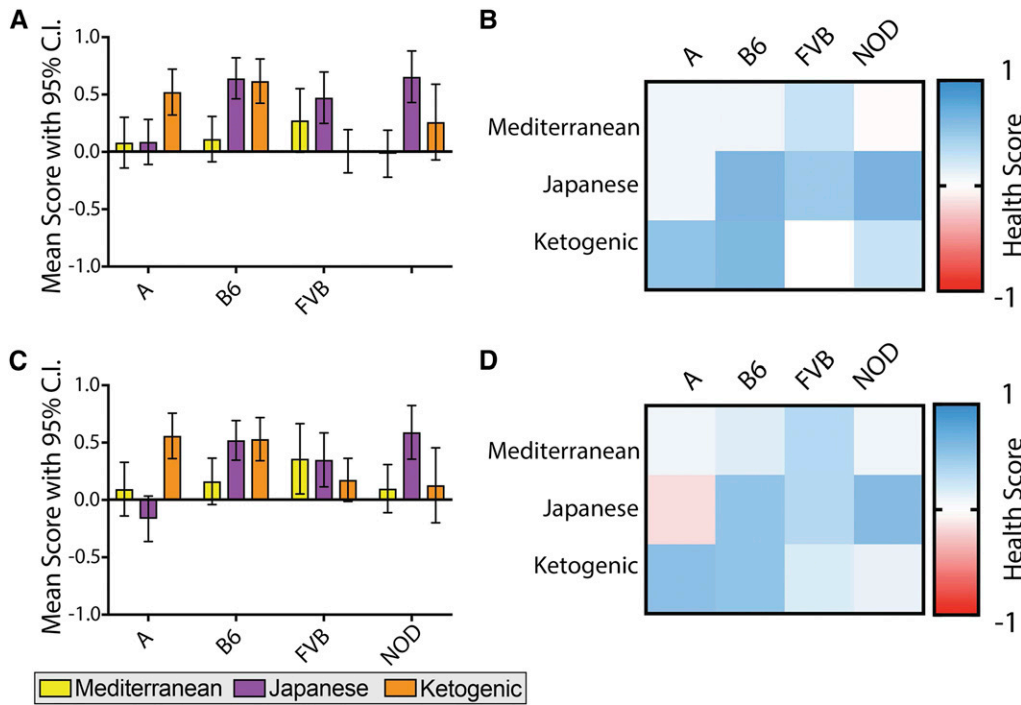 A
Mean Score with 95% C.I.
1.0
0.5
0.0
-0.5
-1.0
A
B6
FVB
B
A
B6
FVB
NOD
Mediterranean
Japanese
Ketogenic
1
Health Score
-1
C
Mean Score with 95% C.I.
1.0
0.5
0.0
-0.5
-1.0
A
B6
FVB
NOD
D
A
B6
FVB
NOD
Mediterranean
Japanese
Ketogenic
1
Health Score
-1
Mediterranean Japanese Ketogenic